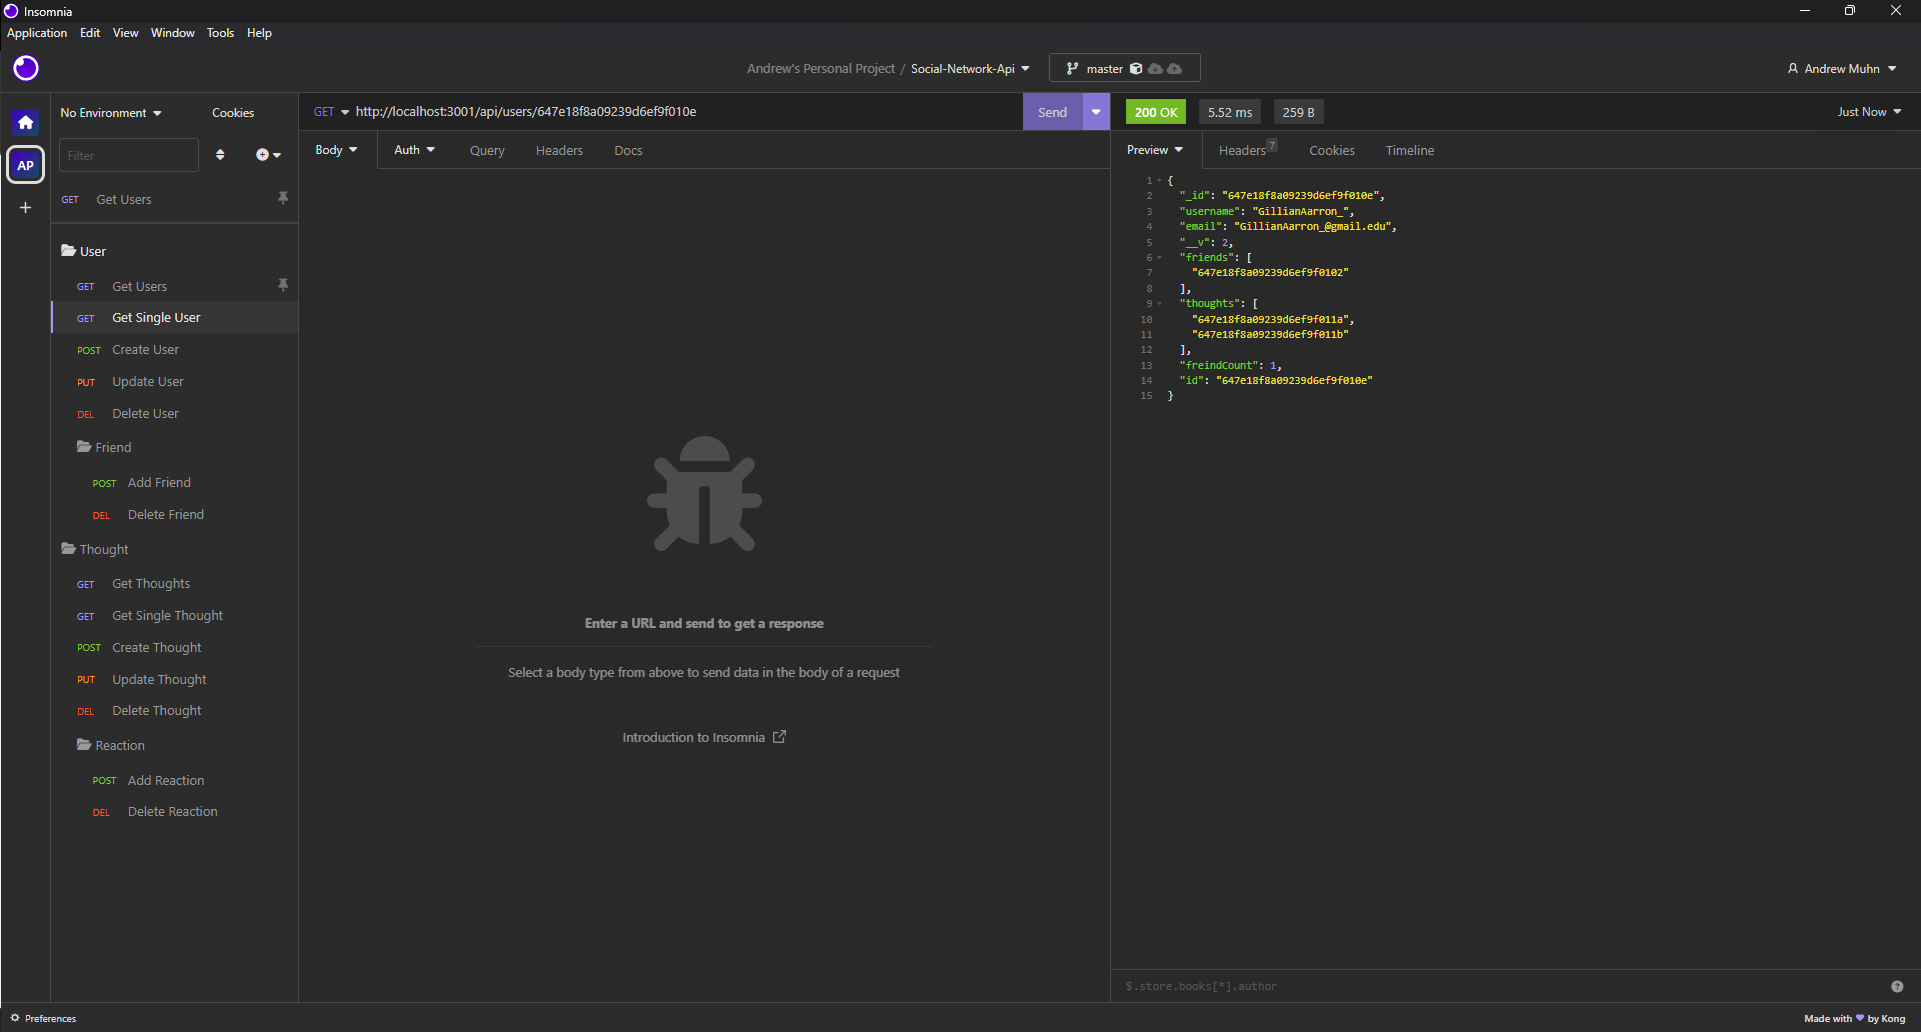 Insomnia
Application Edit View Window Tools Help
Andrew's Personal Project / Social-Network-Api master Andrew Muhn
AP
No Environment Cookies
Filter
GET Get Users
User
GET Get Users
GET Get Single User
POST Create User
PUT Update User
DEL Delete User
Friend
POST Add Friend
DEL Delete Friend
Thought
GET Get Thoughts
GET Get Single Thought
POST Create Thought
PUT Update Thought
DEL Delete Thought
Reaction
POST Add Reaction
DEL Delete Reaction
GET http://localhost:3001/api/users/647e18f8a09239d6ef9f010e Send
Body Auth Query Headers Docs
Enter a URL and send to get a response
Select a body type from above to send data in the body of a request
Introduction to Insomnia
200 OK 5.52 ms 259 B Just Now
Preview Headers 7 Cookies Timeline
1 {
2 "_id": "647e18f8a09239d6ef9f010e",
3 "username": "GillianAarron_",
4 "email": "GillianAarron_@gmail.edu",
5 "__v": 2,
6 "friends": [
7 "647e18f8a09239d6ef9f0102"
8 ],
9 "thoughts": [
10 "647e18f8a09239d6ef9f011a",
11 "647e18f8a09239d6ef9f011b"
12 ],
13 "freindCount": 1,
14 "id": "647e18f8a09239d6ef9f010e"
15 }
$.store.books[*].author
Preferences
Made with ♥ by Kong